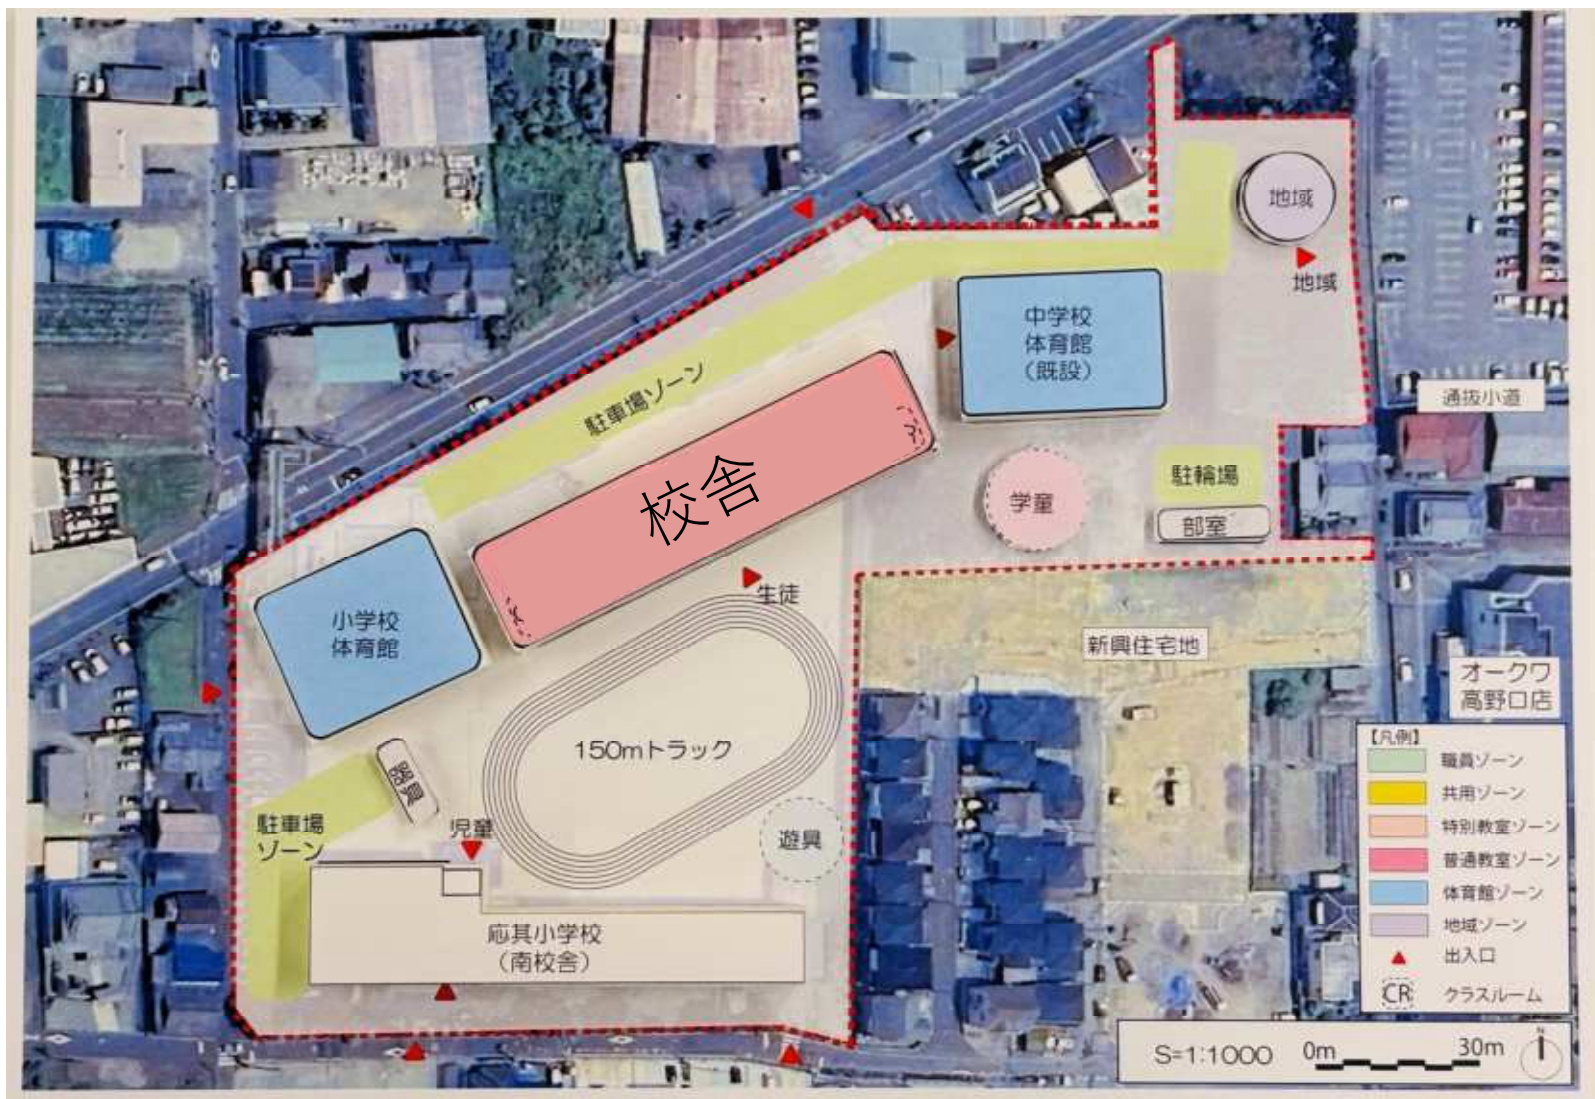 地域
地域
中学校
体育館
(既設)
通抜小道
駐車場ゾーン
校舎
学童
駐輪場
部室
生徒
小学校
体育館
新興住宅地
オークワ
高野口店
150mトラック
器具
駐車場
ゾーン
児童
遊具
応其小学校
(南校舎)
【凡例】
職員ゾーン
共用ゾーン
特別教室ゾーン
普通教室ゾーン
体育館ゾーン
地域ゾーン
出入口
CR クラスルーム
S=1:1000 0m 30m
N